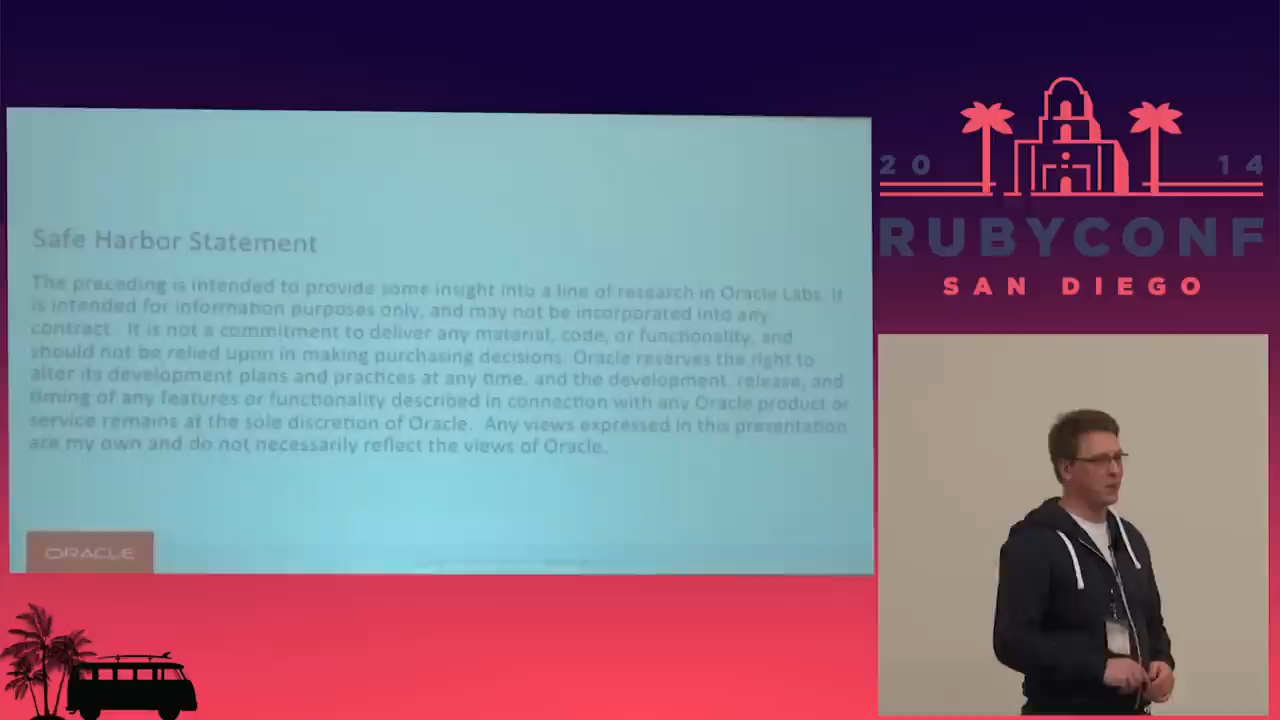 Safe Harbor Statement
The preceding is intended to provide some insight into a line of research in Oracle Labs. It
is intended for information purposes only, and may not be incorporated into any
contract. It is not a commitment to deliver any material, code, or functionality, and
should not be relied upon in making purchasing decisions. Oracle reserves the right to
alter its development plans and practices at any time, and the development, release, and
timing of any features or functionality described in connection with any Oracle product or
service remains at the sole discretion of Oracle. Any views expressed in this presentation
are my own and do not necessarily reflect the views of Oracle.
ORACLE
20 14
RUBYCONF
SAN DIEGO